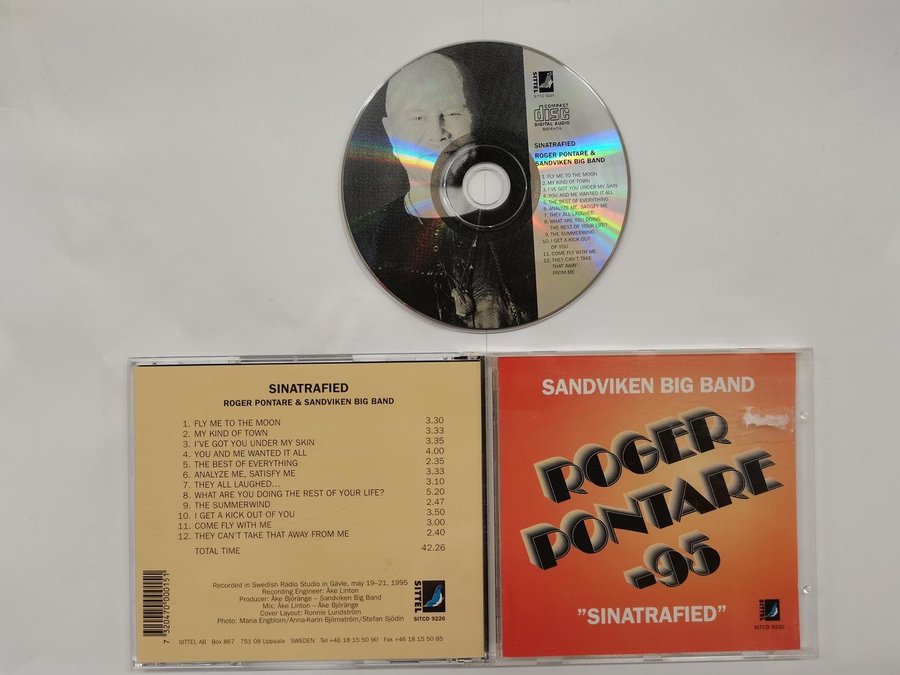 SITTEL
SITCD 9226
COMPACT
disc
DIGITAL AUDIO
SINATRAFIED
ROGER PONTARE &
SANDVIKEN BIG BAND
1. FLY ME TO THE MOON
2. MY KIND OF TOWN
3. I'VE GOT YOU UNDER MY SKIN
4. YOU AND ME WANTED IT ALL
5. THE BEST OF EVERYTHING
6. ANALYZE ME, SATISFY ME
7. THEY ALL LAUGHED...
8. WHAT ARE YOU DOING
THE REST OF YOUR LIFE?
9. THE SUMMERWIND
10. I GET A KICK OUT
OF YOU
11. COME FLY WITH ME
12. THEY CAN'T TAKE
THAT AWAY
FROM ME
SINATRAFIED
ROGER PONTARE & SANDVIKEN BIG BAND
1. FLY ME TO THE MOON 3.30
2. MY KIND OF TOWN 3.33
3. I'VE GOT YOU UNDER MY SKIN 3.35
4. YOU AND ME WANTED IT ALL 4.00
5. THE BEST OF EVERYTHING 2.35
6. ANALYZE ME, SATISFY ME 3.33
7. THEY ALL LAUGHED... 3.10
8. WHAT ARE YOU DOING THE REST OF YOUR LIFE? 5.20
9. THE SUMMERWIND 2.47
10. I GET A KICK OUT OF YOU 3.50
11. COME FLY WITH ME 3.00
12. THEY CAN'T TAKE THAT AWAY FROM ME 2.40
TOTAL TIME 42.26
Recorded in Swedish Radio Studio in Gävle, may 19–21, 1995
Recording Engineer: Åke Linton
Producer: Åke Björänge – Sandviken Big Band
Mix: Åke Linton – Åke Björänge
Cover Layout: Ronnie Lundström
Photo: Maria Engblom/Anna-Karin Björnström/Stefan Sjödin
SITTEL
SITCD 9226
7 320470 000151
SITTEL AB Box 867 751 08 Uppsala SWEDEN Tel +46 18 15 50 90 Fax +46 18 15 50 85
SANDVIKEN BIG BAND
ROGER
PONTARE
-95
"SINATRAFIED"
SITTEL
SITCD 9226